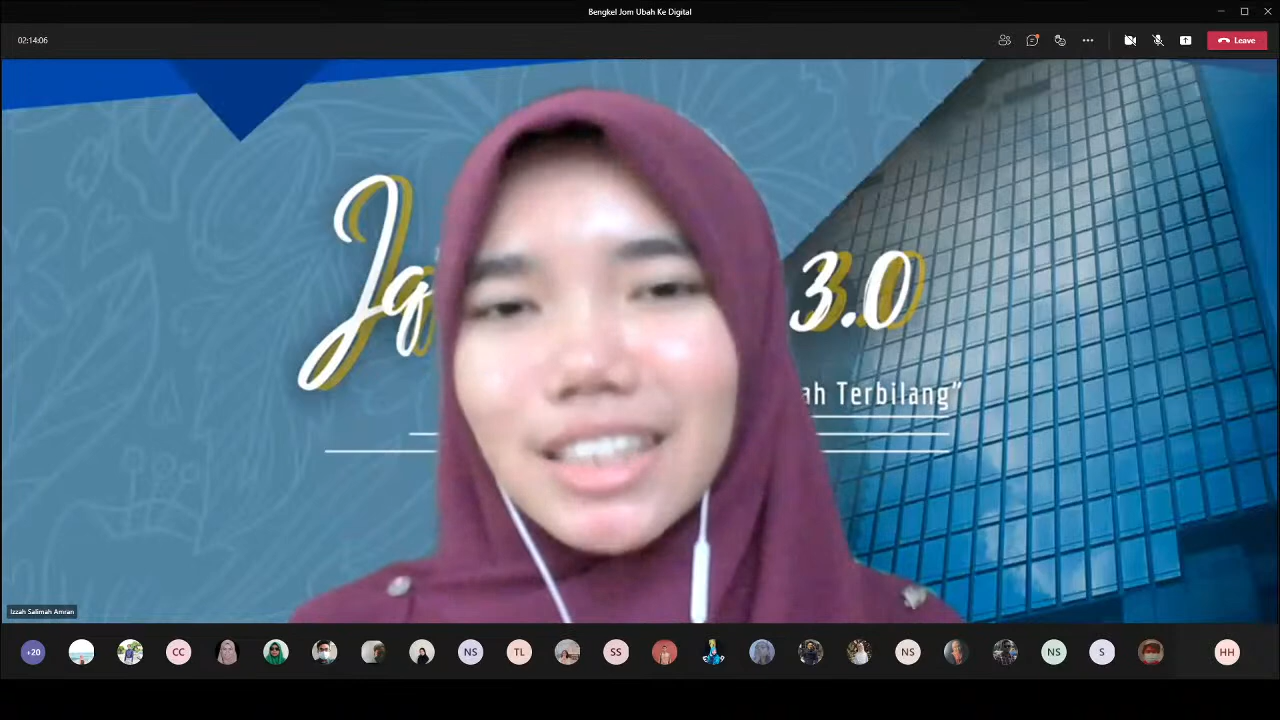 Bengkel Jom Ubah Ke Digital
02:14:06
Leave
3.0
ah Terbilang”
Izzah Salimah Amran
+20
CC
NS
TL
SS
NS
NS
S
HH